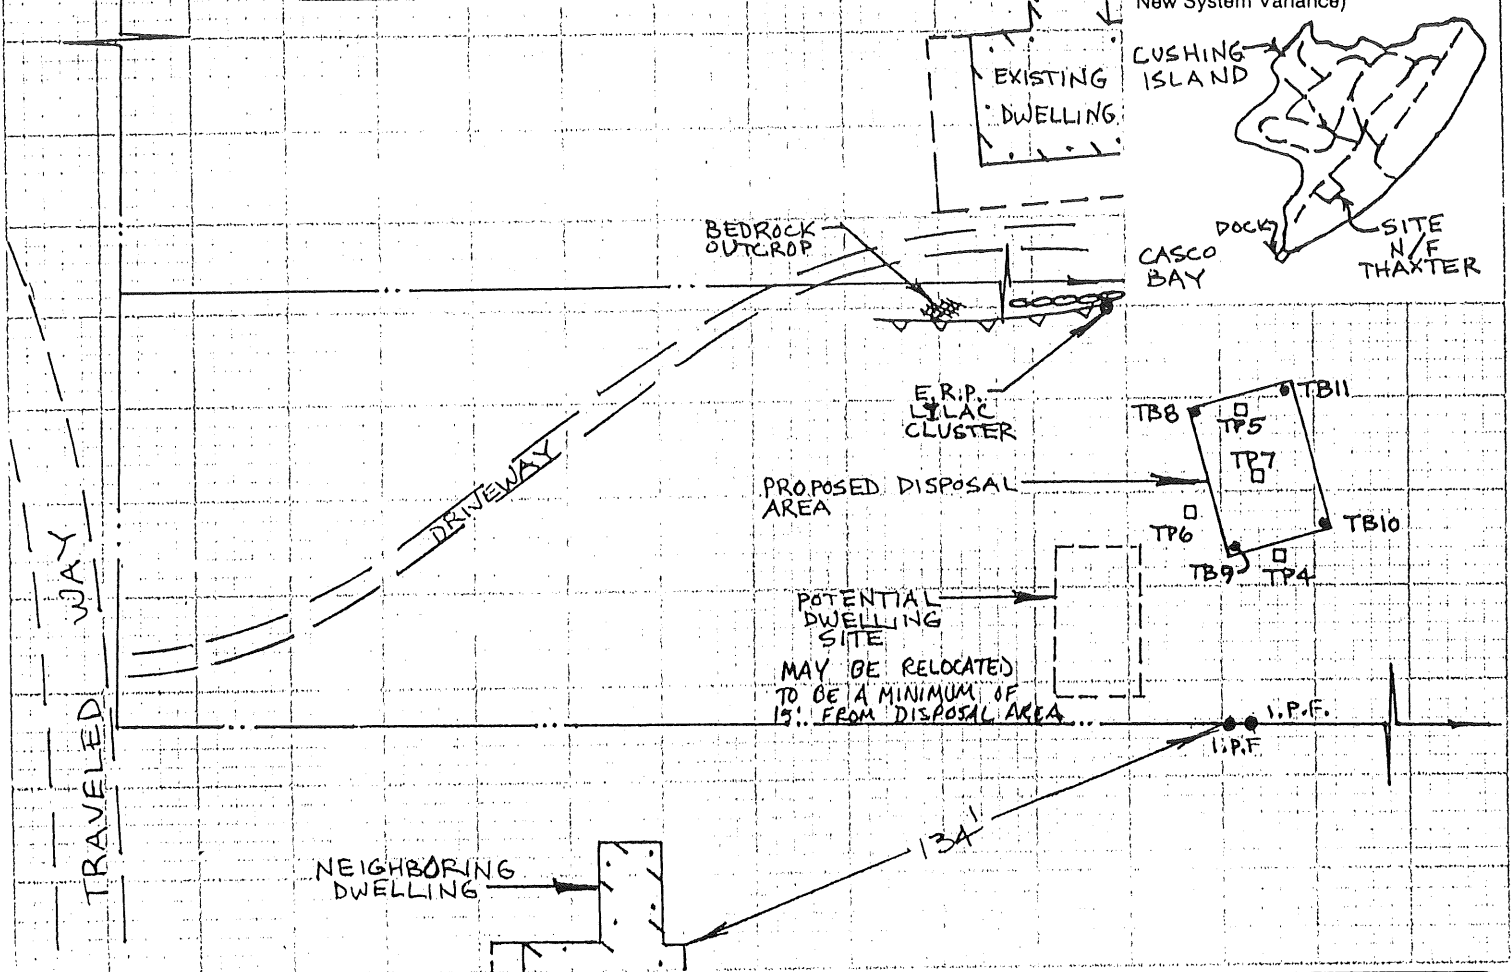 New System Variance)
CUSHING
ISLAND
EXISTING
DWELLING
DOCK
SITE
N/F
THAXTER
CASCO
BAY
BEDROCK
OUTCROP
E.R.P.
LILAC
CLUSTER
TB8
TB11
TP5
TP7
PROPOSED DISPOSAL
AREA
TP6
TB10
TB9
TP4
DRIVEWAY
POTENTIAL
DWELLING
SITE
MAY BE RELOCATED
TO BE A MINIMUM OF
15' FROM DISPOSAL AREA
I.P.F.
I.P.F
TRAVELED WAY
134'
NEIGHBORING
DWELLING